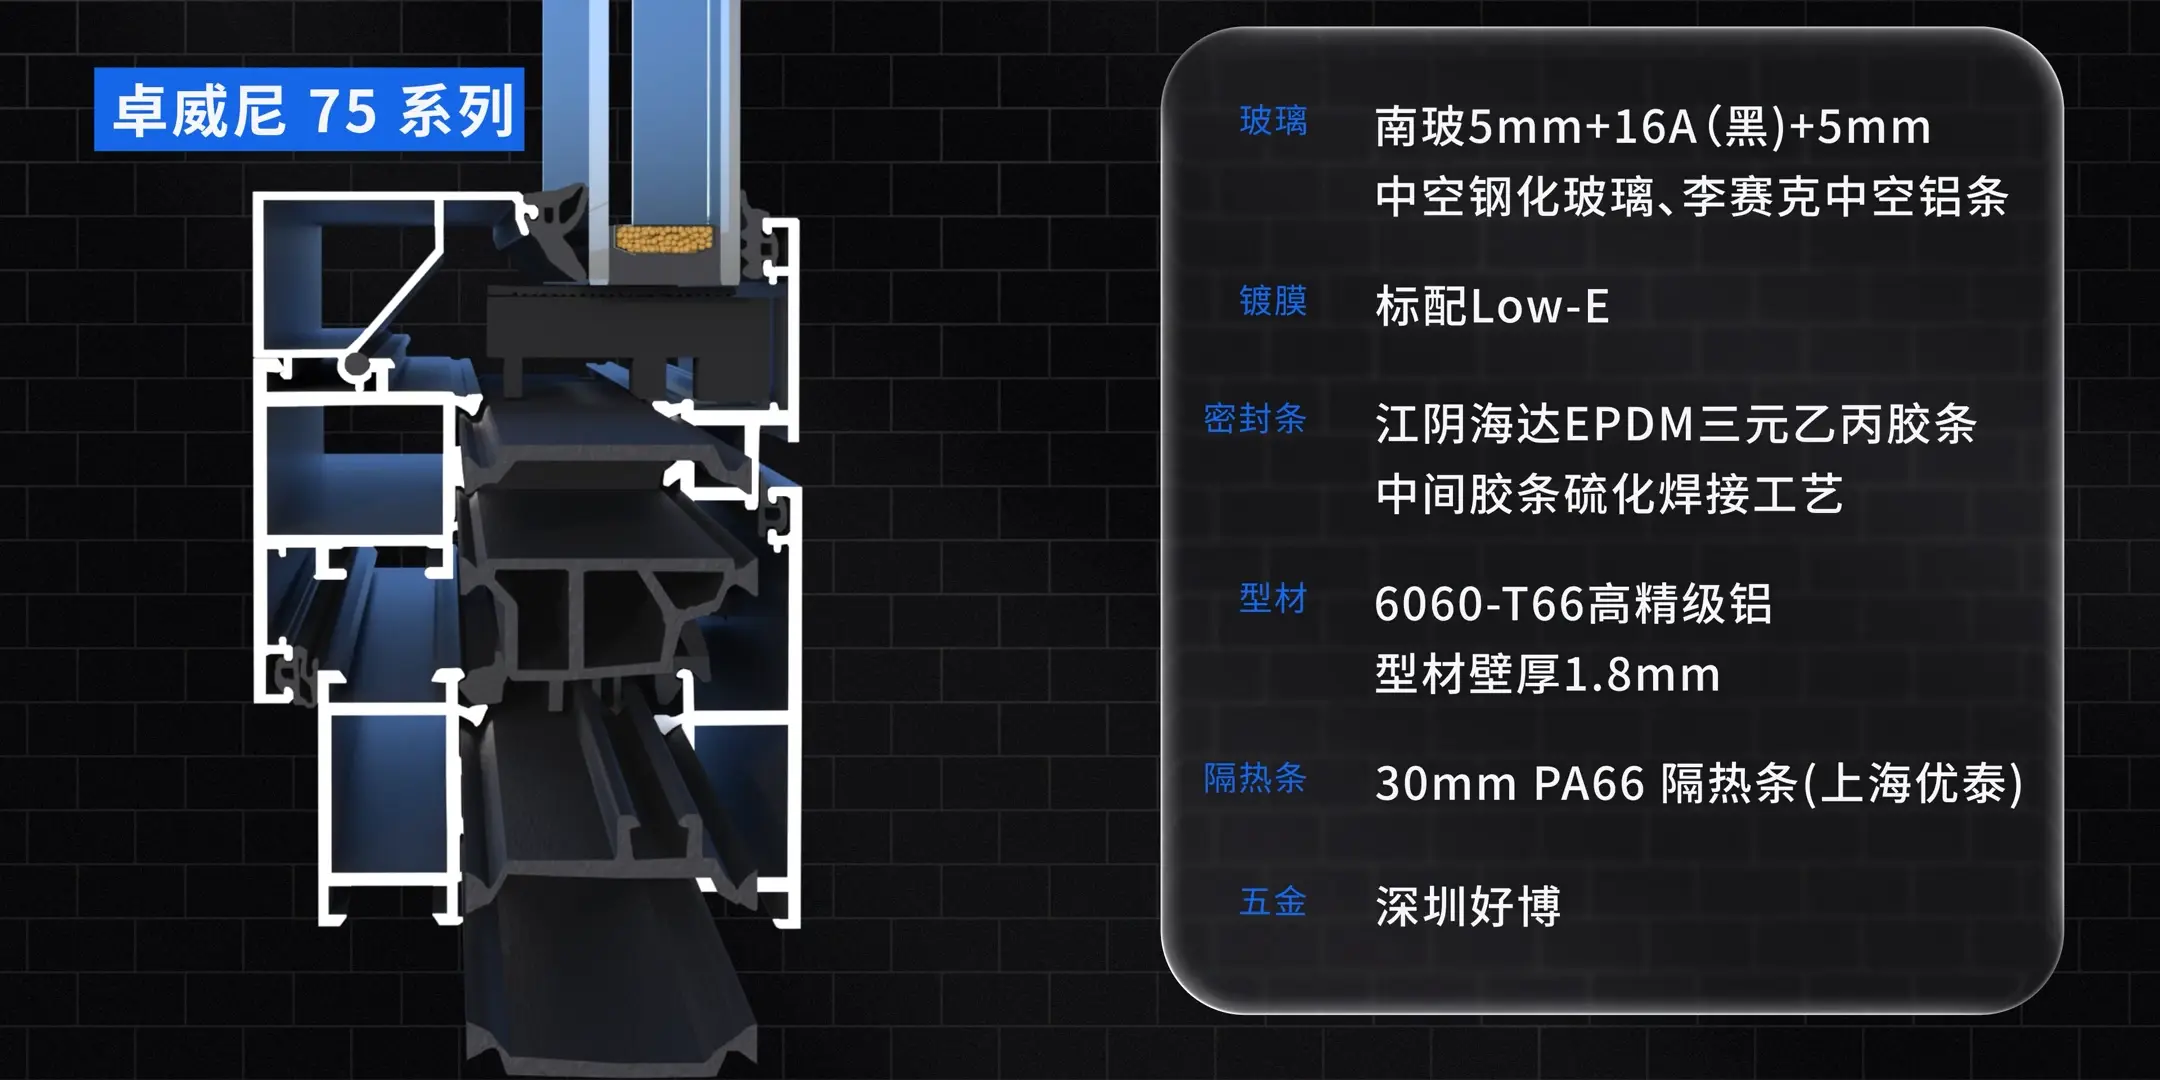 卓威尼 75 系列
玻璃 南玻5mm+16A（黑)+5mm
中空钢化玻璃、李赛克中空铝条
镀膜 标配Low-E
密封条 江阴海达EPDM三元乙丙胶条
中间胶条硫化焊接工艺
型材 6060-T66高精级铝
型材壁厚1.8mm
隔热条 30mm PA66 隔热条(上海优泰)
五金 深圳好博